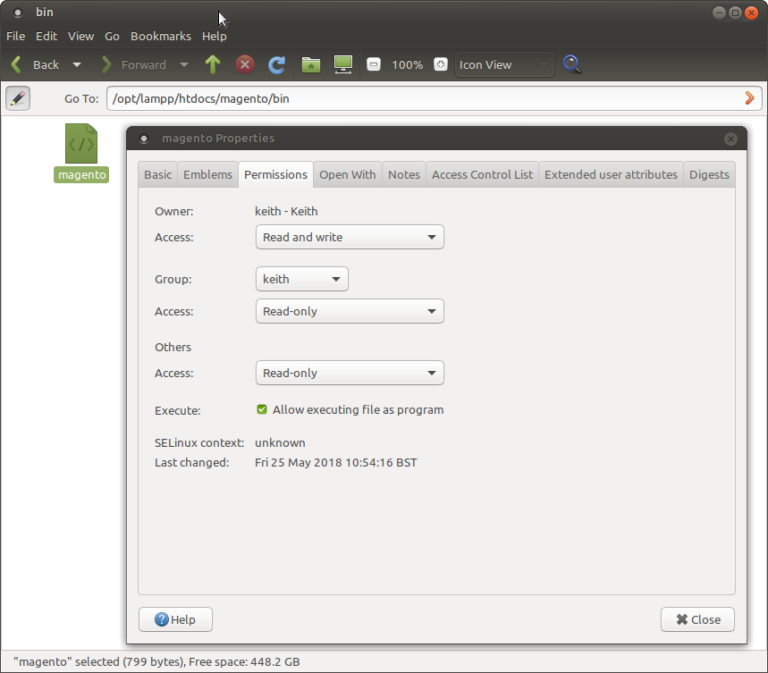 bin
File Edit View Go Bookmarks Help
Back Forward 100% Icon View
Go To: /opt/lampp/htdocs/magento/bin
magento
magento Properties
Basic Emblems Permissions Open With Notes Access Control List Extended user attributes Digests
Owner: keith - Keith
Access: Read and write
Group: keith
Access: Read-only
Others
Access: Read-only
Execute: Allow executing file as program
SELinux context: unknown
Last changed: Fri 25 May 2018 10:54:16 BST
Help Close
"magento" selected (799 bytes), Free space: 448.2 GB